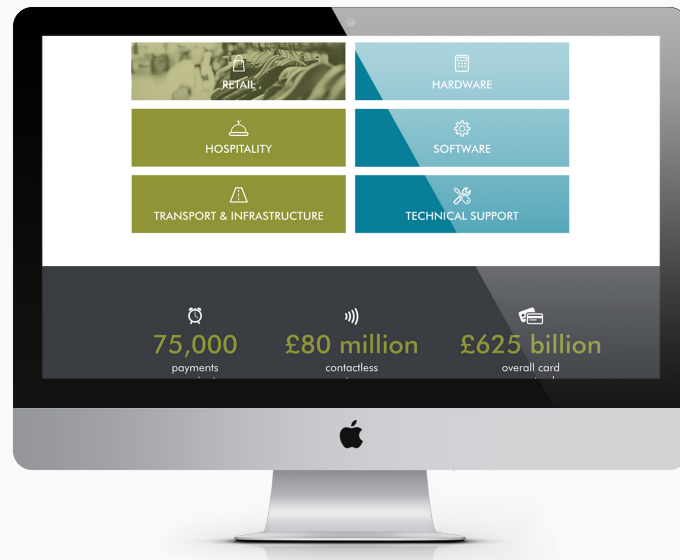 RETAIL
HARDWARE
HOSPITALITY
SOFTWARE
TRANSPORT & INFRASTRUCTURE
TECHNICAL SUPPORT
75,000
£80 million
£625 billion
payments
contactless
overall card